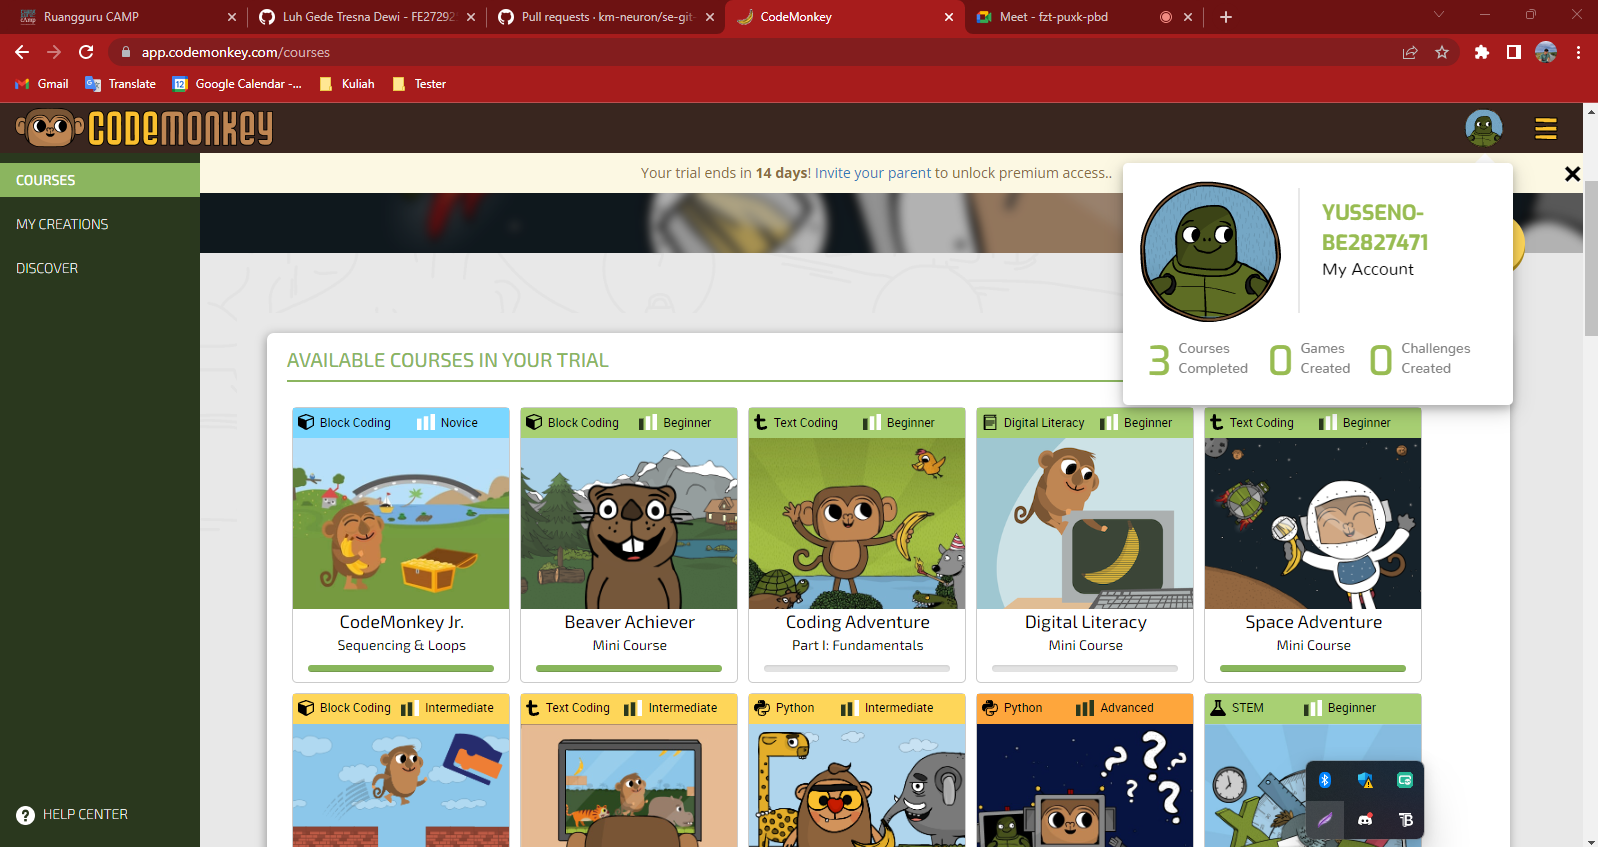 Ruangguru CAMP
Luh Gede Tresna Dewi - FE27292
Pull requests · km-neuron/se-git-
CodeMonkey
Meet - fzt-puxk-pbd
app.codemonkey.com/courses
Gmail
Translate
12
Google Calendar -...
Kuliah
Tester
CODEMONKEY
COURSES
MY CREATIONS
DISCOVER
HELP CENTER
Your trial ends in 14 days! Invite your parent to unlock premium access..
YUSSENO-
BE2827471
My Account
3 Courses Completed
0 Games Created
0 Challenges Created
AVAILABLE COURSES IN YOUR TRIAL
Block Coding Novice
Block Coding Beginner
Text Coding Beginner
Digital Literacy Beginner
Text Coding Beginner
CodeMonkey Jr.
Sequencing & Loops
Beaver Achiever
Mini Course
Coding Adventure
Part I: Fundamentals
Digital Literacy
Mini Course
Space Adventure
Mini Course
Block Coding Intermediate
Text Coding Intermediate
Python Intermediate
Python Advanced
STEM Beginner